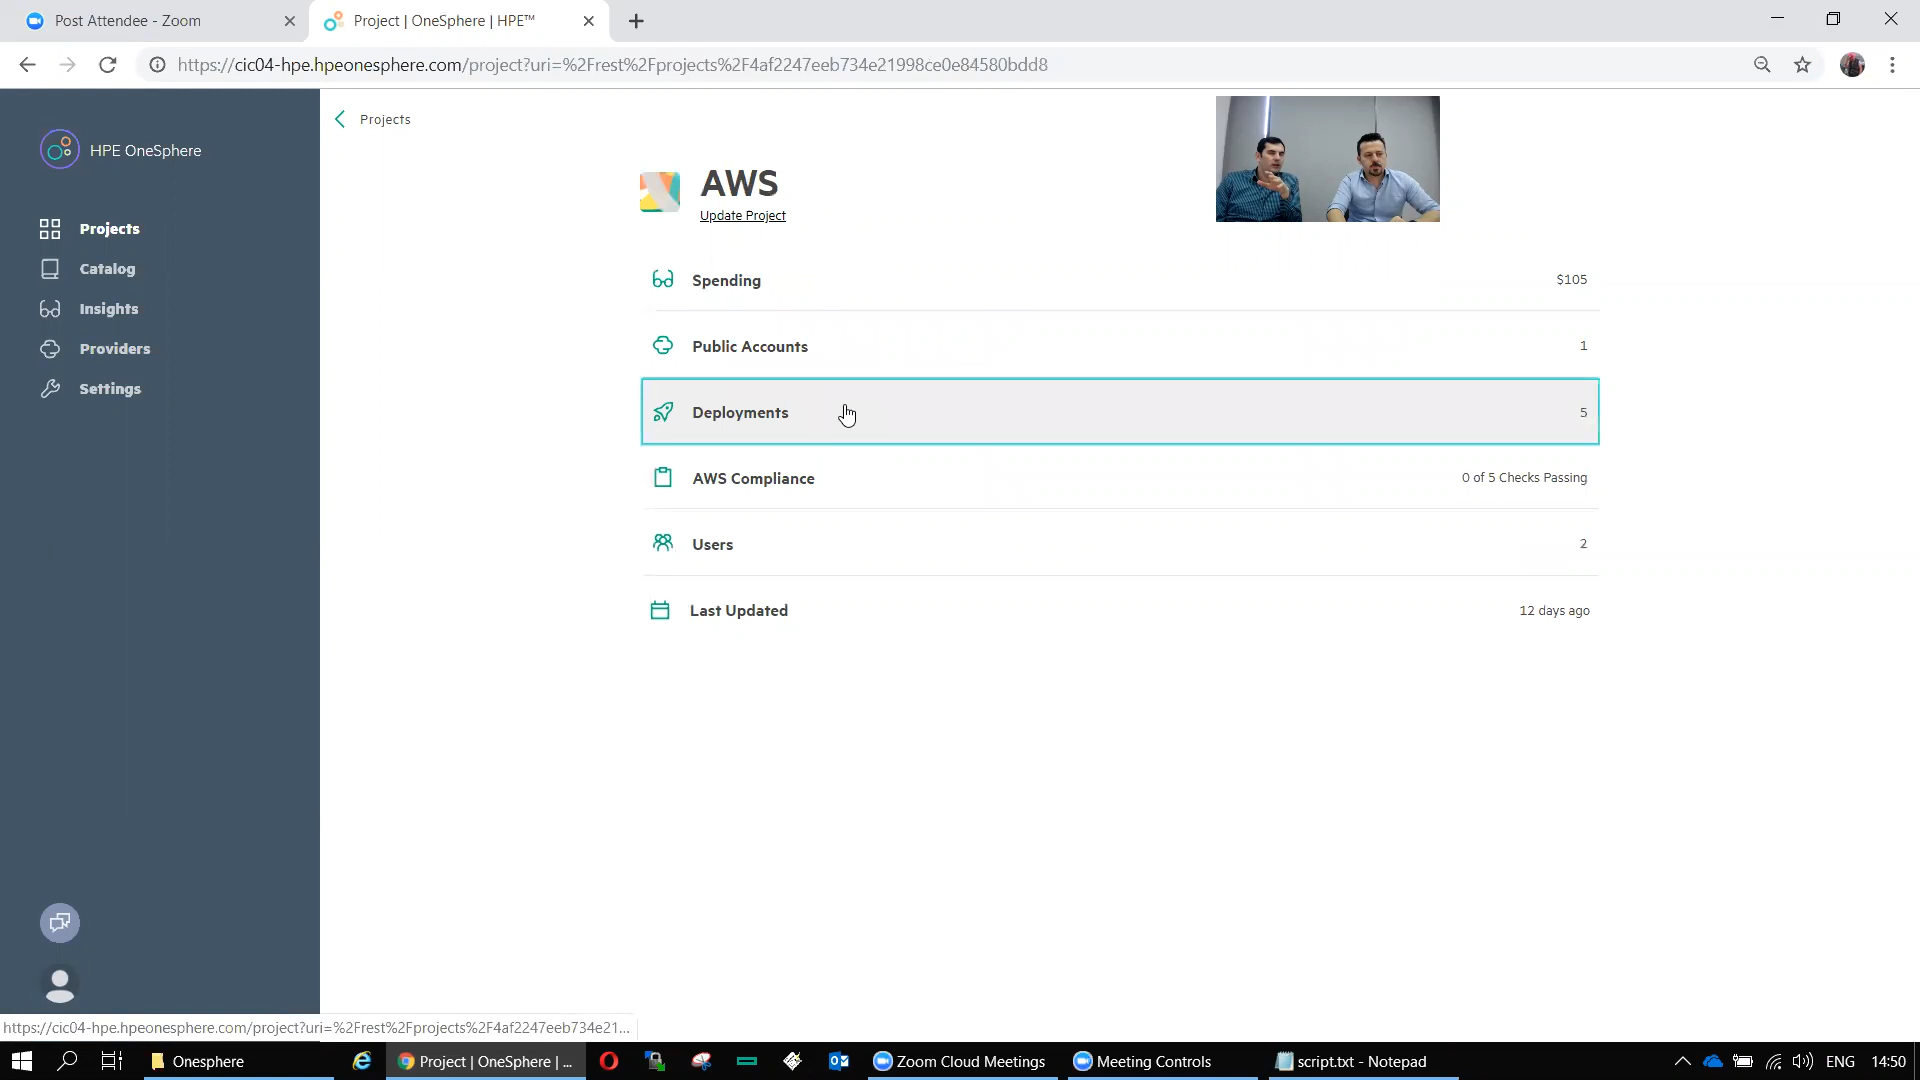 Post Attendee - Zoom
Project | OneSphere | HPE™
https://cic04-hpe.hpeonesphere.com/project?uri=%2Frest%2Fprojects%2F4af2247eeb734e21998ce0e84580bdd8
HPE OneSphere
Projects
Catalog
Insights
Providers
Settings
Projects
AWS
Update Project
Spending $105
Public Accounts 1
Deployments 5
AWS Compliance 0 of 5 Checks Passing
Users 2
Last Updated 12 days ago
https://cic04-hpe.hpeonesphere.com/project?uri=%2Frest%2Fprojects%2F4af2247eeb734e21...
Onesphere
Project | OneSphere | ...
Zoom Cloud Meetings
Meeting Controls
script.txt - Notepad
ENG
14:50